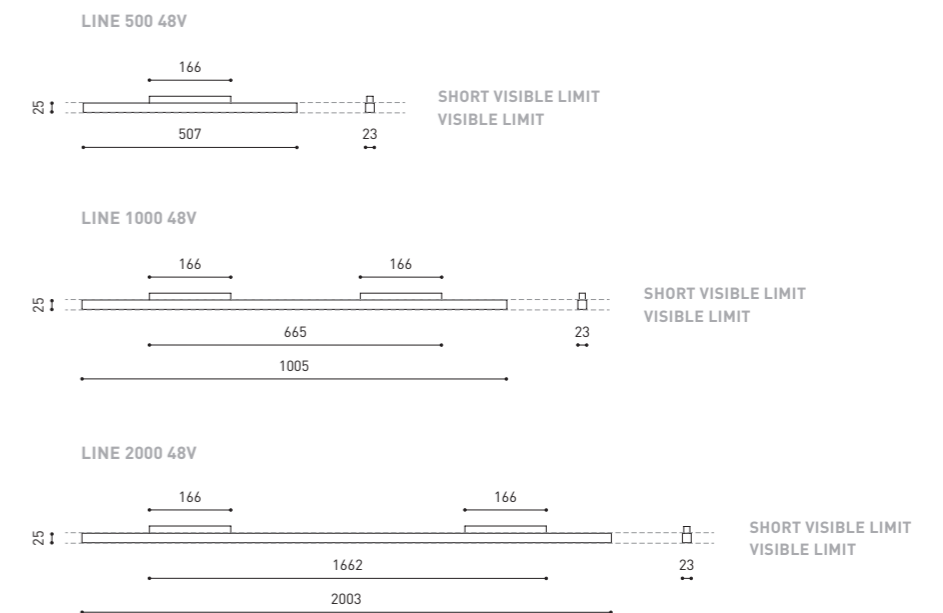 LINE 500 48V
166
25
SHORT VISIBLE LIMIT
VISIBLE LIMIT
507
23
LINE 1000 48V
166 166
25
SHORT VISIBLE LIMIT
VISIBLE LIMIT
665
23
1005
LINE 2000 48V
166 166
25
SHORT VISIBLE LIMIT
VISIBLE LIMIT
1662
23
2003